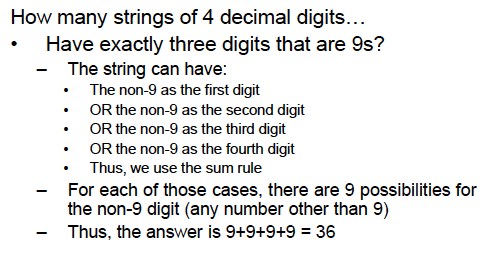 How many strings of 4 decimal digits…
• Have exactly three digits that are 9s?
– The string can have:
• The non-9 as the first digit
• OR the non-9 as the second digit
• OR the non-9 as the third digit
• OR the non-9 as the fourth digit
• Thus, we use the sum rule
– For each of those cases, there are 9 possibilities for
the non-9 digit (any number other than 9)
– Thus, the answer is 9+9+9+9 = 36